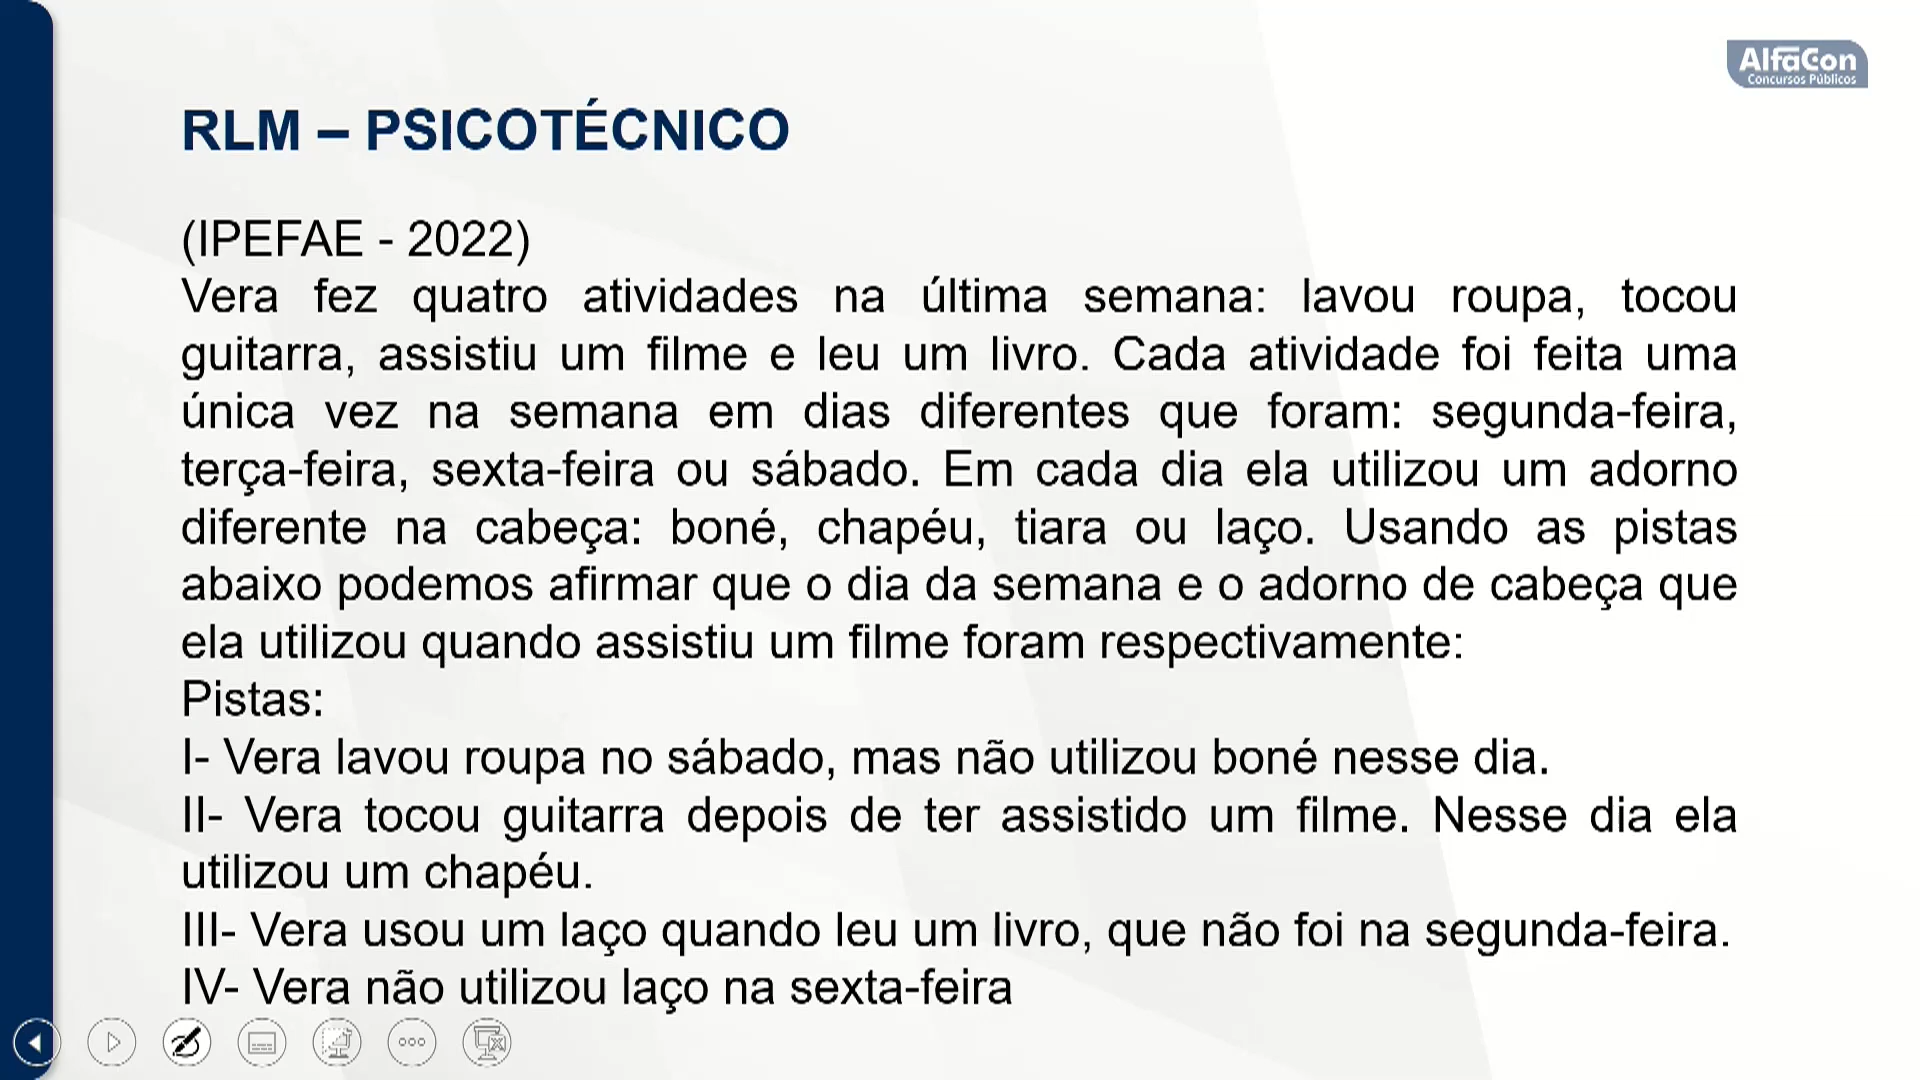 AlfaCon
Concursos Públicos
RLM – PSICOTÉCNICO
(IPEFAE - 2022)
Vera fez quatro atividades na última semana: lavou roupa, tocou
guitarra, assistiu um filme e leu um livro. Cada atividade foi feita uma
única vez na semana em dias diferentes que foram: segunda-feira,
terça-feira, sexta-feira ou sábado. Em cada dia ela utilizou um adorno
diferente na cabeça: boné, chapéu, tiara ou laço. Usando as pistas
abaixo podemos afirmar que o dia da semana e o adorno de cabeça que
ela utilizou quando assistiu um filme foram respectivamente:
Pistas:
I- Vera lavou roupa no sábado, mas não utilizou boné nesse dia.
II- Vera tocou guitarra depois de ter assistido um filme. Nesse dia ela
utilizou um chapéu.
III- Vera usou um laço quando leu um livro, que não foi na segunda-feira.
IV- Vera não utilizou laço na sexta-feira